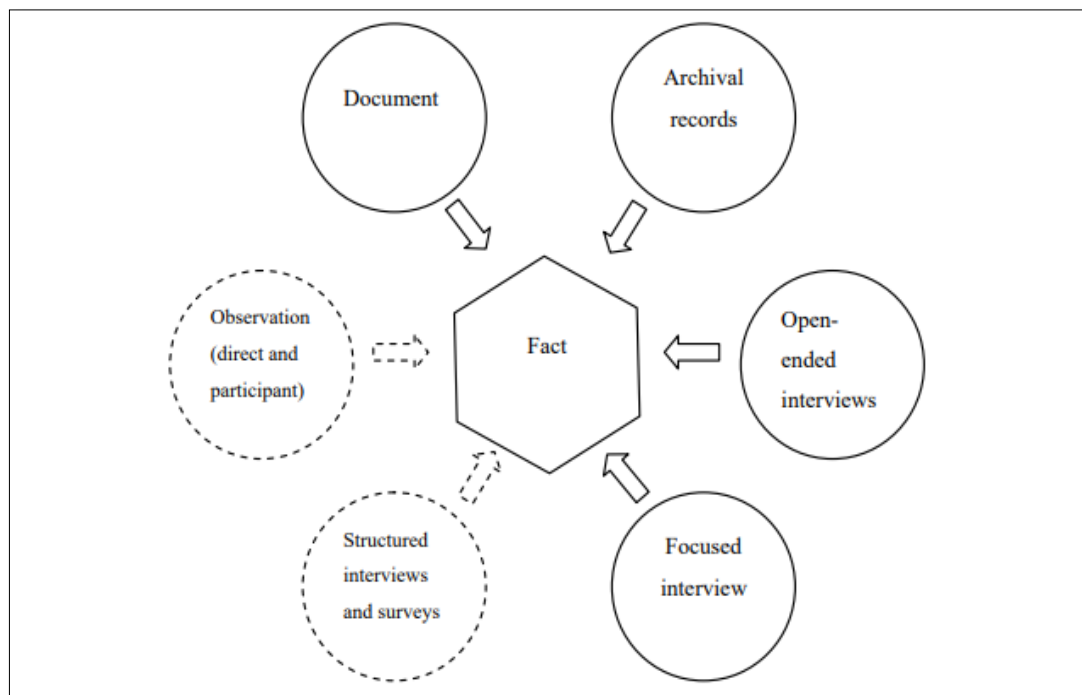 Document
Archival
records
Observation
(direct and
participant)
Fact
Open-
ended
interviews
Structured
interviews
and surveys
Focused
interview